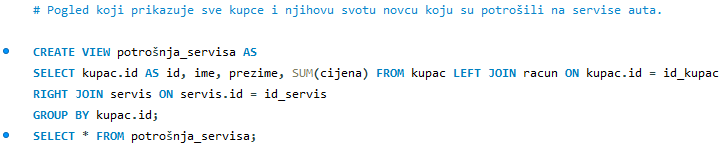 # Pogled koji prikazuje sve kupce i njihovu svotu novcu koju su potrošili na servise auta.
CREATE VIEW potrošnja_servisa AS
SELECT kupac.id AS id, ime, prezime, SUM(cijena) FROM kupac LEFT JOIN racun ON kupac.id = id_kupac
RIGHT JOIN servis ON servis.id = id_servis
GROUP BY kupac.id;
SELECT * FROM potrošnja_servisa;